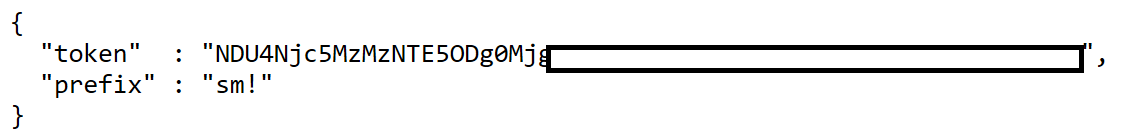 {
"token" : "NDU4Njc5MzMzNTE5ODg0Mjg",
"prefix" : "sm!"
}